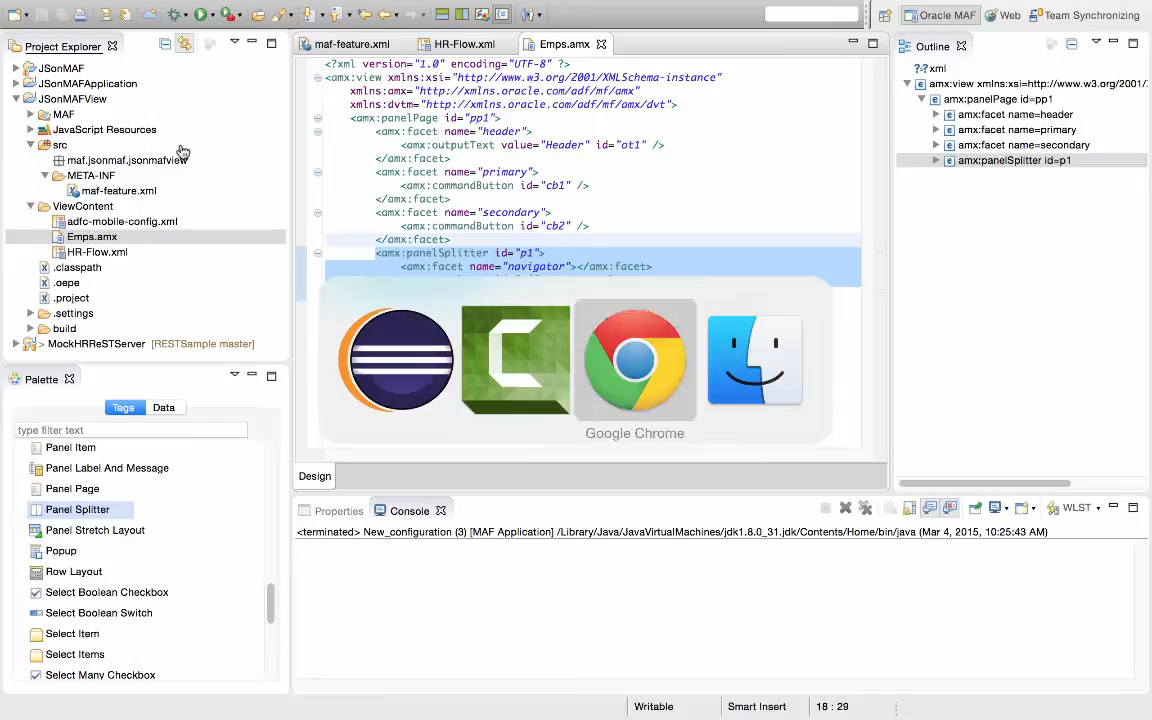 Oracle MAF
Web
Team Synchronizing
Project Explorer
JSonMAF
JSonMAFApplication
JSonMAFView
MAF
JavaScript Resources
src
maf.jsonmaf.jsonmafview
META-INF
maf-feature.xml
ViewContent
adfc-mobile-config.xml
Emps.amx
HR-Flow.xml
.classpath
.oepe
.project
.settings
build
> MockHRReSTServer [RESTSample master]
Palette
Tags Data
type filter text
Panel Item
Panel Label And Message
Panel Page
Panel Splitter
Panel Stretch Layout
Popup
Row Layout
Select Boolean Checkbox
Select Boolean Switch
Select Item
Select Items
Select Many Checkbox
maf-feature.xml HR-Flow.xml Emps.amx
<?xml version="1.0" encoding="UTF-8" ?>
<amx:view xmlns:xsi="http://www.w3.org/2001/XMLSchema-instance"
xmlns:amx="http://xmlns.oracle.com/adf/mf/amx"
xmlns:dvtm="http://xmlns.oracle.com/adf/mf/amx/dvt">
<amx:panelPage id="pp1">
<amx:facet name="header">
<amx:outputText value="Header" id="ot1" />
</amx:facet>
<amx:facet name="primary">
<amx:commandButton id="cb1" />
</amx:facet>
<amx:facet name="secondary">
<amx:commandButton id="cb2" />
</amx:facet>
<amx:panelSplitter id="p1">
<amx:facet name="navigator"></amx:facet>
Google Chrome
Design
Properties Console
WLST
<terminated> New_configuration (3) [MAF Application] /Library/Java/JavaVirtualMachines/jdk1.8.0_31.jdk/Contents/Home/bin/java (Mar 4, 2015, 10:25:43 AM)
Outline
xml
amx:view xmlns:xsi=http://www.w3.org/2001/
amx:panelPage id=pp1
amx:facet name=header
amx:facet name=primary
amx:facet name=secondary
amx:panelSplitter id=p1
Writable
Smart Insert
18 : 29